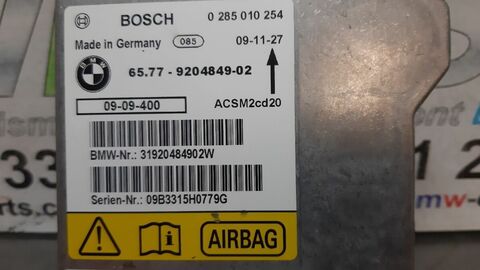 BOSCH 0 285 010 254
Made in Germany 085 09-11-27
BMW 65.77 - 9204849-02
09-09-400 ACSM2cd20
BMW-Nr.: 31920484902W
Serien-Nr.: 09B3315H0779G
AIRBAG